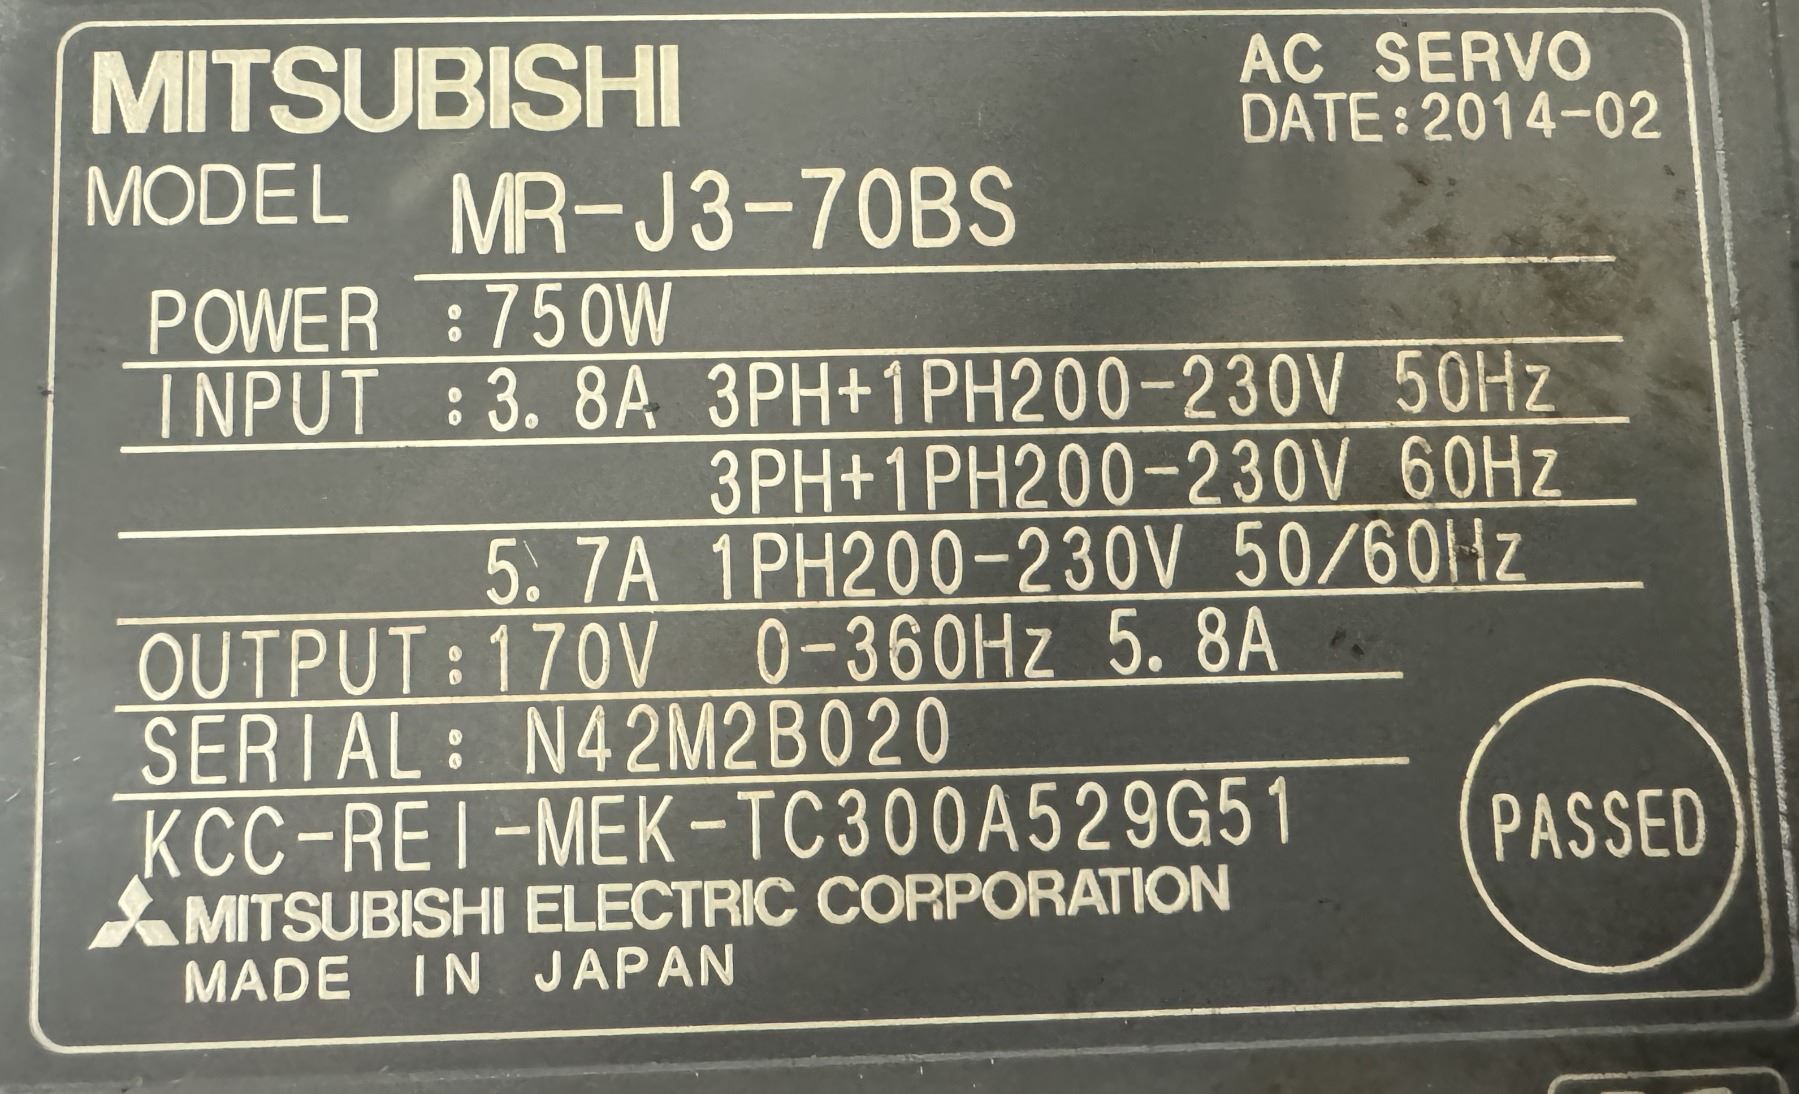 MITSUBISHI
AC SERVO
DATE:2014-02
MODEL MR-J3-70BS
POWER :750W
INPUT :3.8A 3PH+1PH200-230V 50Hz
3PH+1PH200-230V 60Hz
5.7A 1PH200-230V 50/60Hz
OUTPUT:170V 0-360Hz 5.8A
SERIAL: N42M2B020
KCC-REI-MEK-TC300A529G51
PASSED
MITSUBISHI ELECTRIC CORPORATION
MADE IN JAPAN